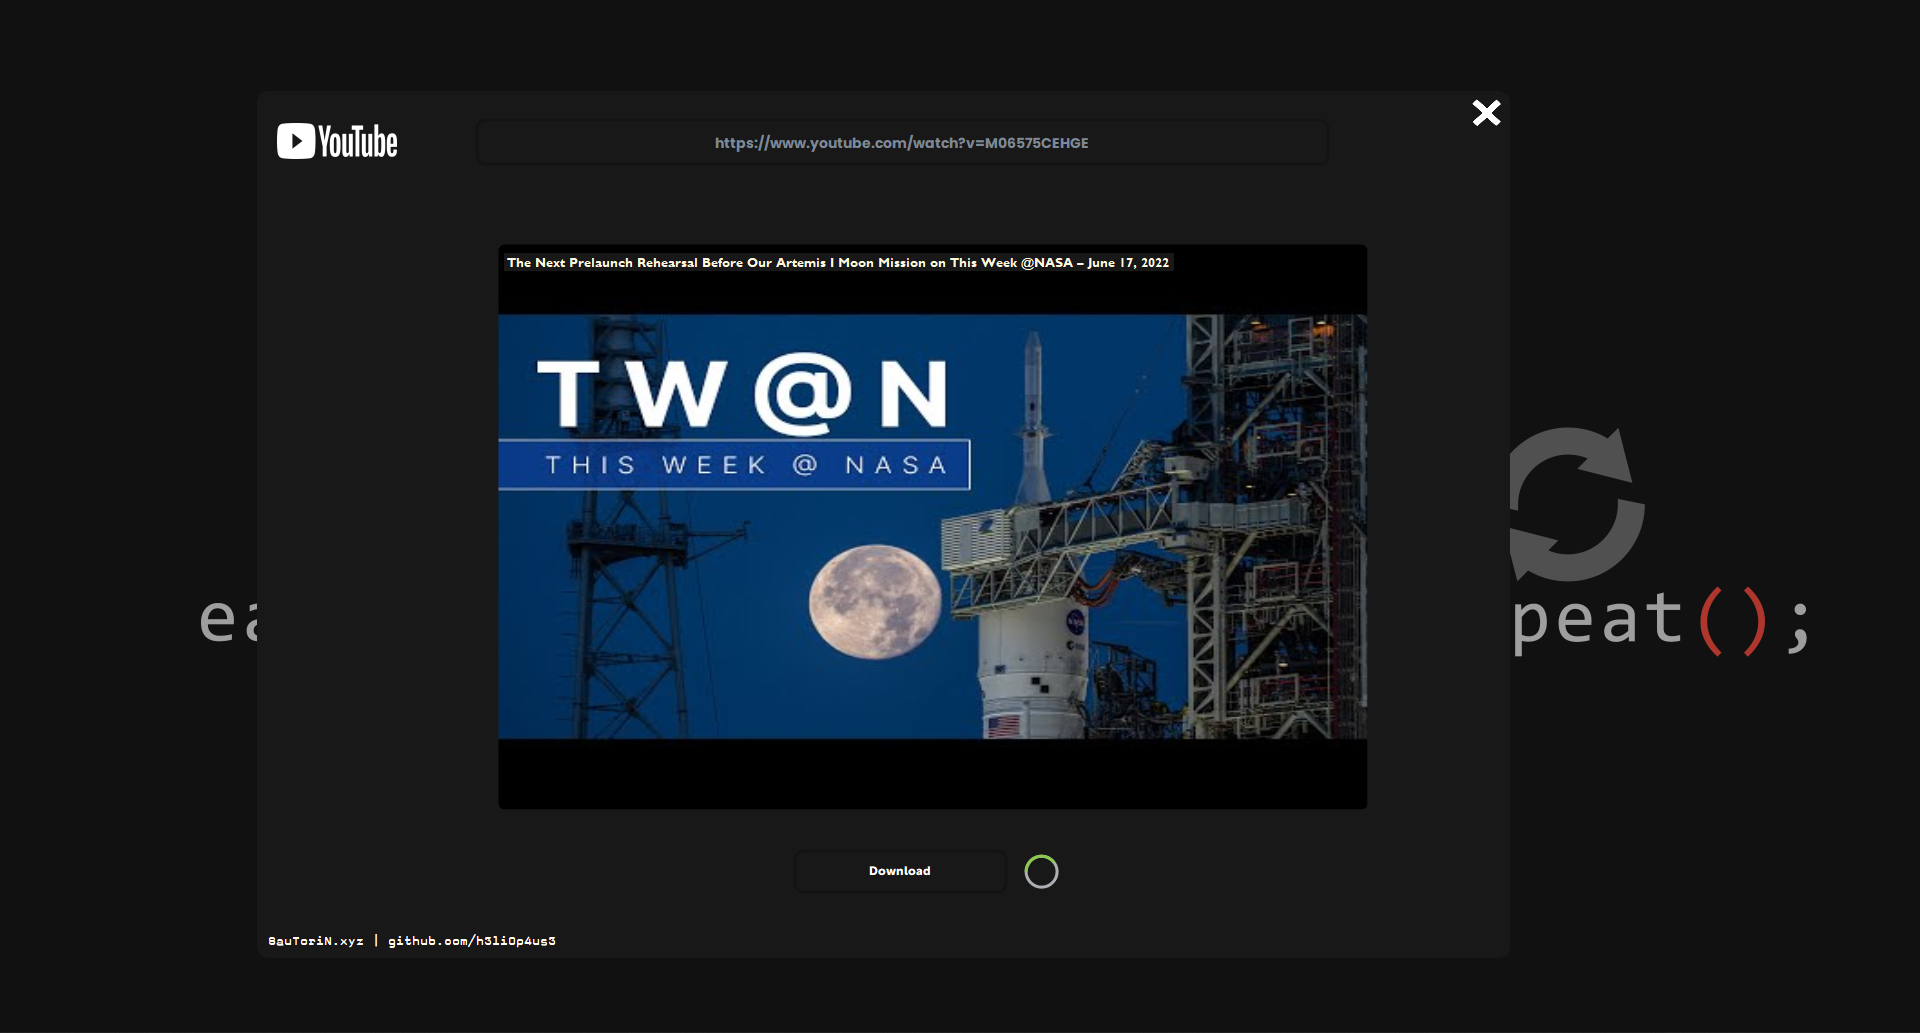 YouTube
https://www.youtube.com/watch?v=M06575CEHGE
The Next Prelaunch Rehearsal Before Our Artemis I Moon Mission on This Week @NASA – June 17, 2022
TW@N
THIS WEEK @ NASA
ea
peat();
Download
@auToriN.xyz | github.com/h3li0p4us3